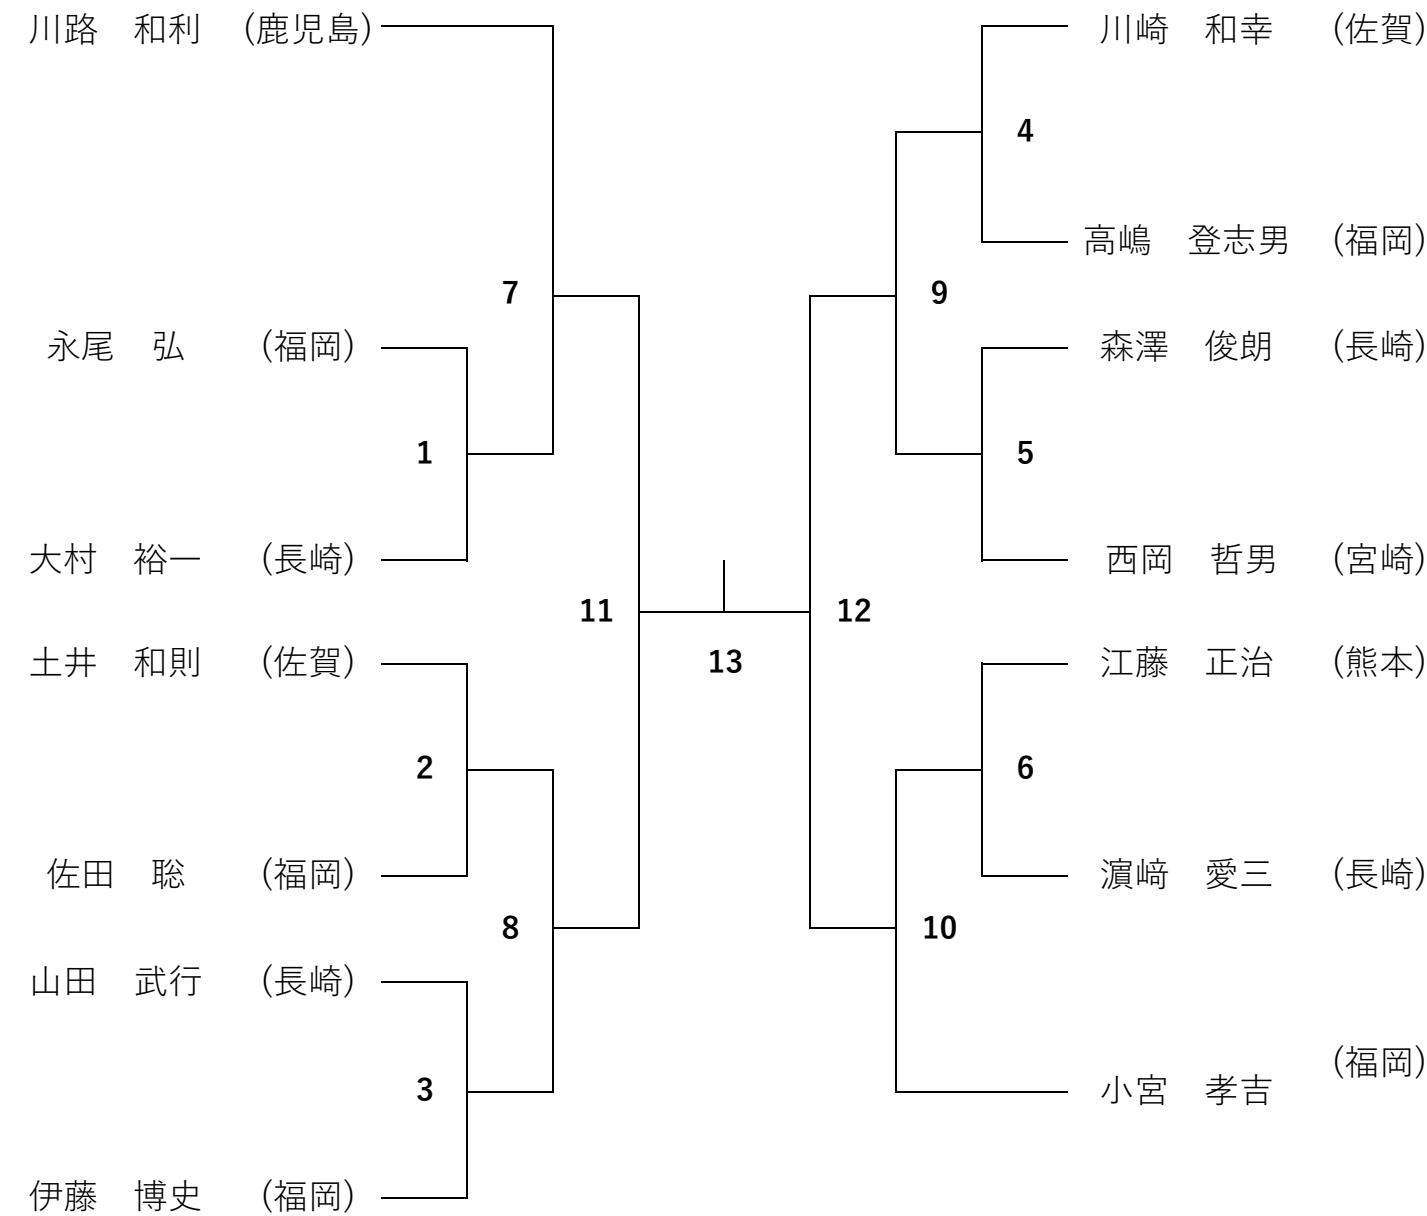 川路　和利　(鹿児島)
川崎　和幸　(佐賀)
4
高嶋　登志男　(福岡)
7
9
永尾　弘　(福岡)
森澤　俊朗　(長崎)
1
5
大村　裕一　(長崎)
西岡　哲男　(宮崎)
11
12
13
土井　和則　(佐賀)
江藤　正治　(熊本)
2
6
佐田　聡　(福岡)
濵﨑　愛三　(長崎)
8
10
山田　武行　(長崎)
(福岡)
3
小宮　孝吉
伊藤　博史　(福岡)